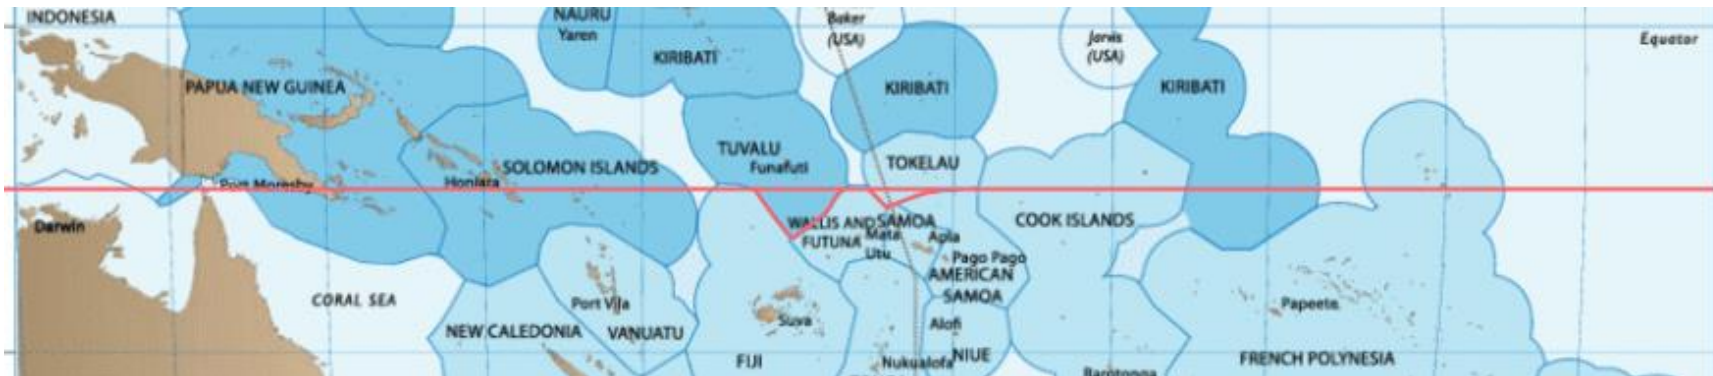 INDONESIA
NAURU
Yaren
Baker
(USA)
Jarvis
(USA)
Equator
KIRIBATI
KIRIBATI
KIRIBATI
PAPUA NEW GUINEA
TUVALU
Funafuti
TOKELAU
SOLOMON ISLANDS
Honiara
Port Moresby
Darwin
WALLIS AND
FUTUNA
Mata
Utu
SAMOA
Apia
COOK ISLANDS
Pago Pago
AMERICAN
SAMOA
CORAL SEA
Port Vila
NEW CALEDONIA
VANUATU
Suva
FIJI
Alofi
Nukualofa
NIUE
Papeete
FRENCH POLYNESIA
Rarotonga